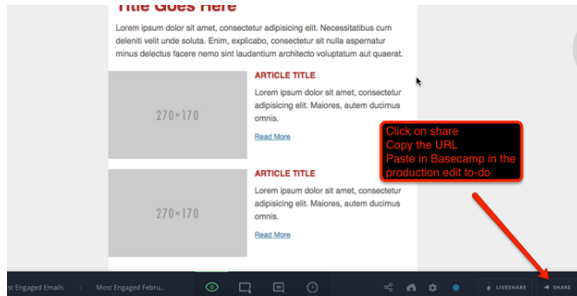 Title Goes Here
Lorem ipsum dolor sit amet, consectetur adipisicing elit. Necessitatibus cum
deleniti velit unde soluta. Enim, explicabo, consectetur sit nulla aspernatur
minus delectus facere nemo sint laudantium architecto voluptatum aut quaerat.
270×170
ARTICLE TITLE
Lorem ipsum dolor sit amet, consectetur
adipisicing elit. Maiores, autem ducimus
omnis.
Read More
Click on share
Copy the URL
Paste in Basecamp in the
production edit to-do
270×170
ARTICLE TITLE
Lorem ipsum dolor sit amet, consectetur
adipisicing elit. Maiores, autem ducimus
omnis.
Read More
st Engaged Emails
Most Engaged Febru...
LIVESHARE
SHARE